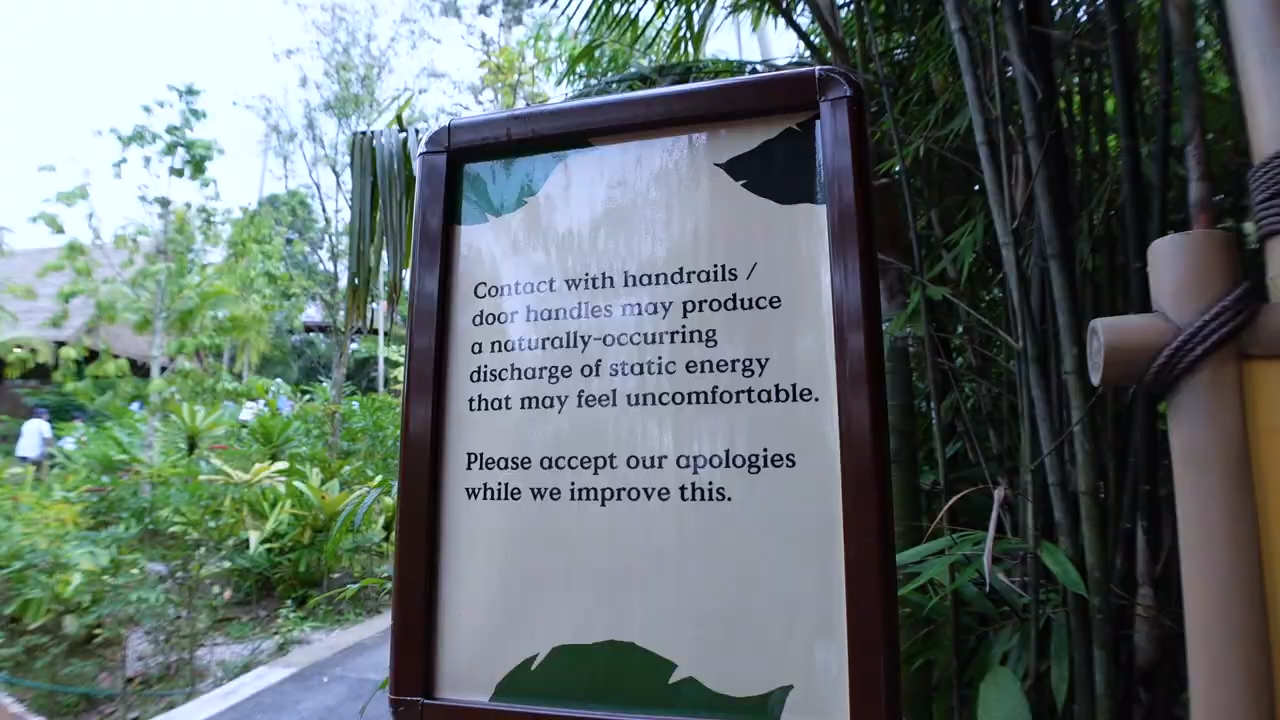 Contact with handrails /
door handles may produce
a naturally-occurring
discharge of static energy
that may feel uncomfortable.
Please accept our apologies
while we improve this.